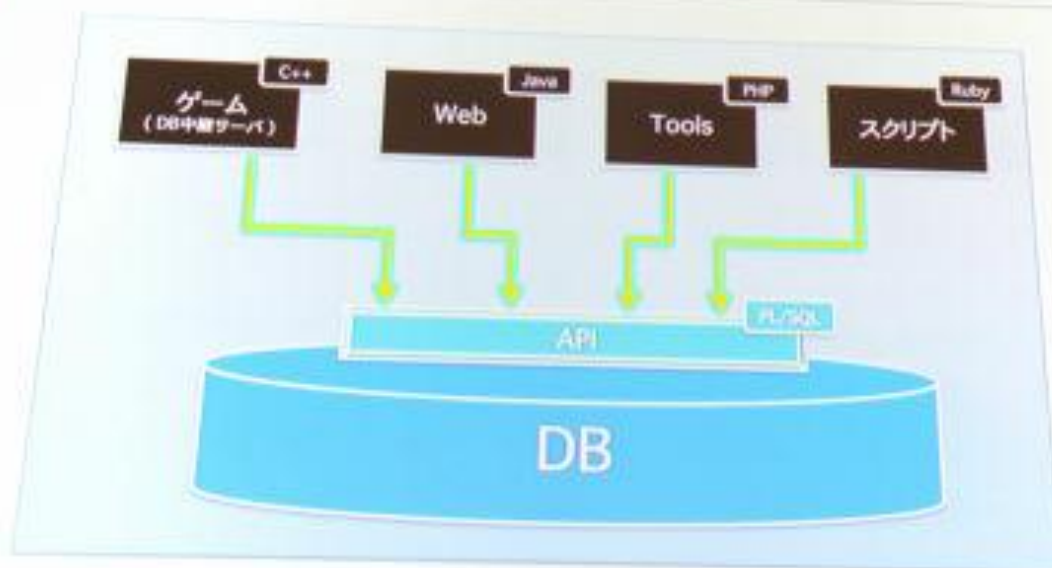 C++
ゲーム
(DB中継サーバ)
Java
Web
PHP
Tools
Ruby
スクリプト
PL/SQL
API
DB